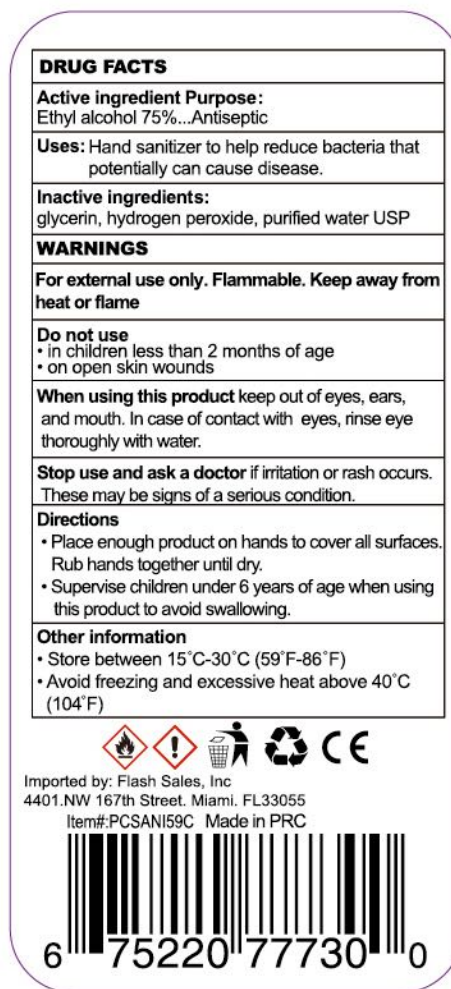 DRUG FACTS
Active ingredient Purpose:
Ethyl alcohol 75%...Antiseptic
Uses: Hand sanitizer to help reduce bacteria that
potentially can cause disease.
Inactive ingredients:
glycerin, hydrogen peroxide, purified water USP
WARNINGS
For external use only. Flammable. Keep away from
heat or flame
Do not use
• in children less than 2 months of age
• on open skin wounds
When using this product keep out of eyes, ears,
and mouth. In case of contact with eyes, rinse eye
thoroughly with water.
Stop use and ask a doctor if irritation or rash occurs.
These may be signs of a serious condition.
Directions
• Place enough product on hands to cover all surfaces.
Rub hands together until dry.
• Supervise children under 6 years of age when using
this product to avoid swallowing.
Other information
• Store between 15˚C-30˚C (59˚F-86˚F)
• Avoid freezing and excessive heat above 40˚C
(104˚F)
CE
Imported by: Flash Sales, Inc
4401.NW 167th Street. Miami. FL33055
Item#:PCSANI59C Made in PRC
6 75220 77730 0